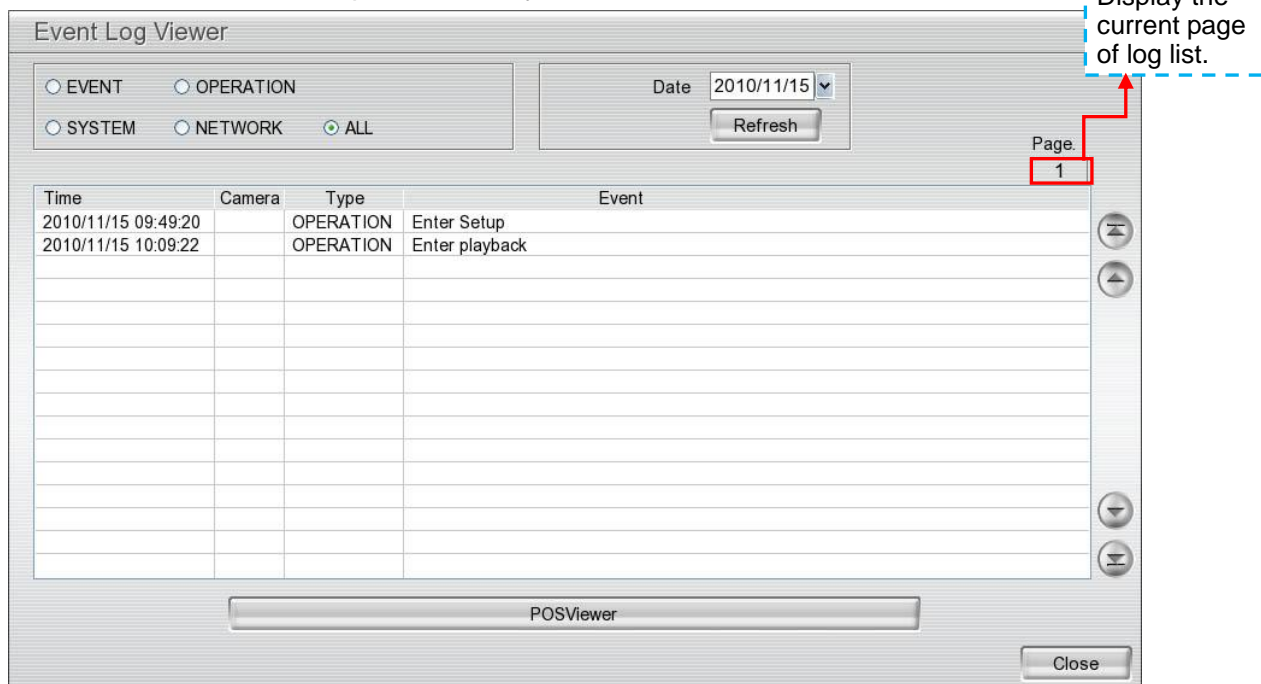 Display the
current page
of log list.
Event Log Viewer
EVENT OPERATION
SYSTEM NETWORK ALL
Date 2010/11/15
Refresh
Page.
1
Time Camera Type Event
2010/11/15 09:49:20 OPERATION Enter Setup
2010/11/15 10:09:22 OPERATION Enter playback
POSViewer
Close